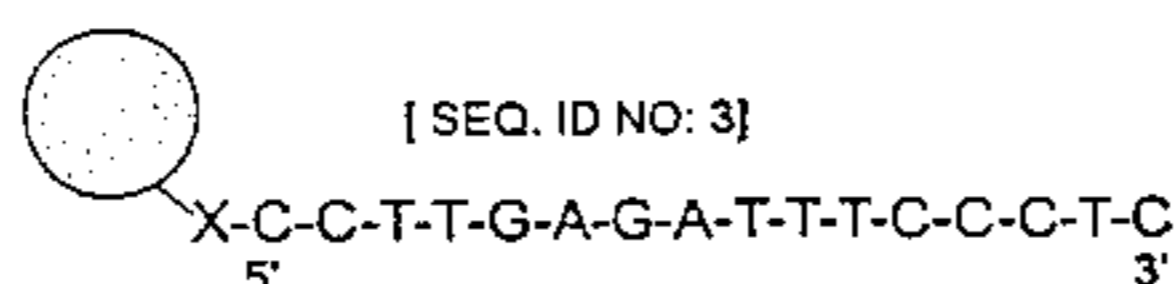 [ SEQ. ID NO: 3]
X-C-C-T-T-G-A-G-A-T-T-T-C-C-C-T-C
5' 3'